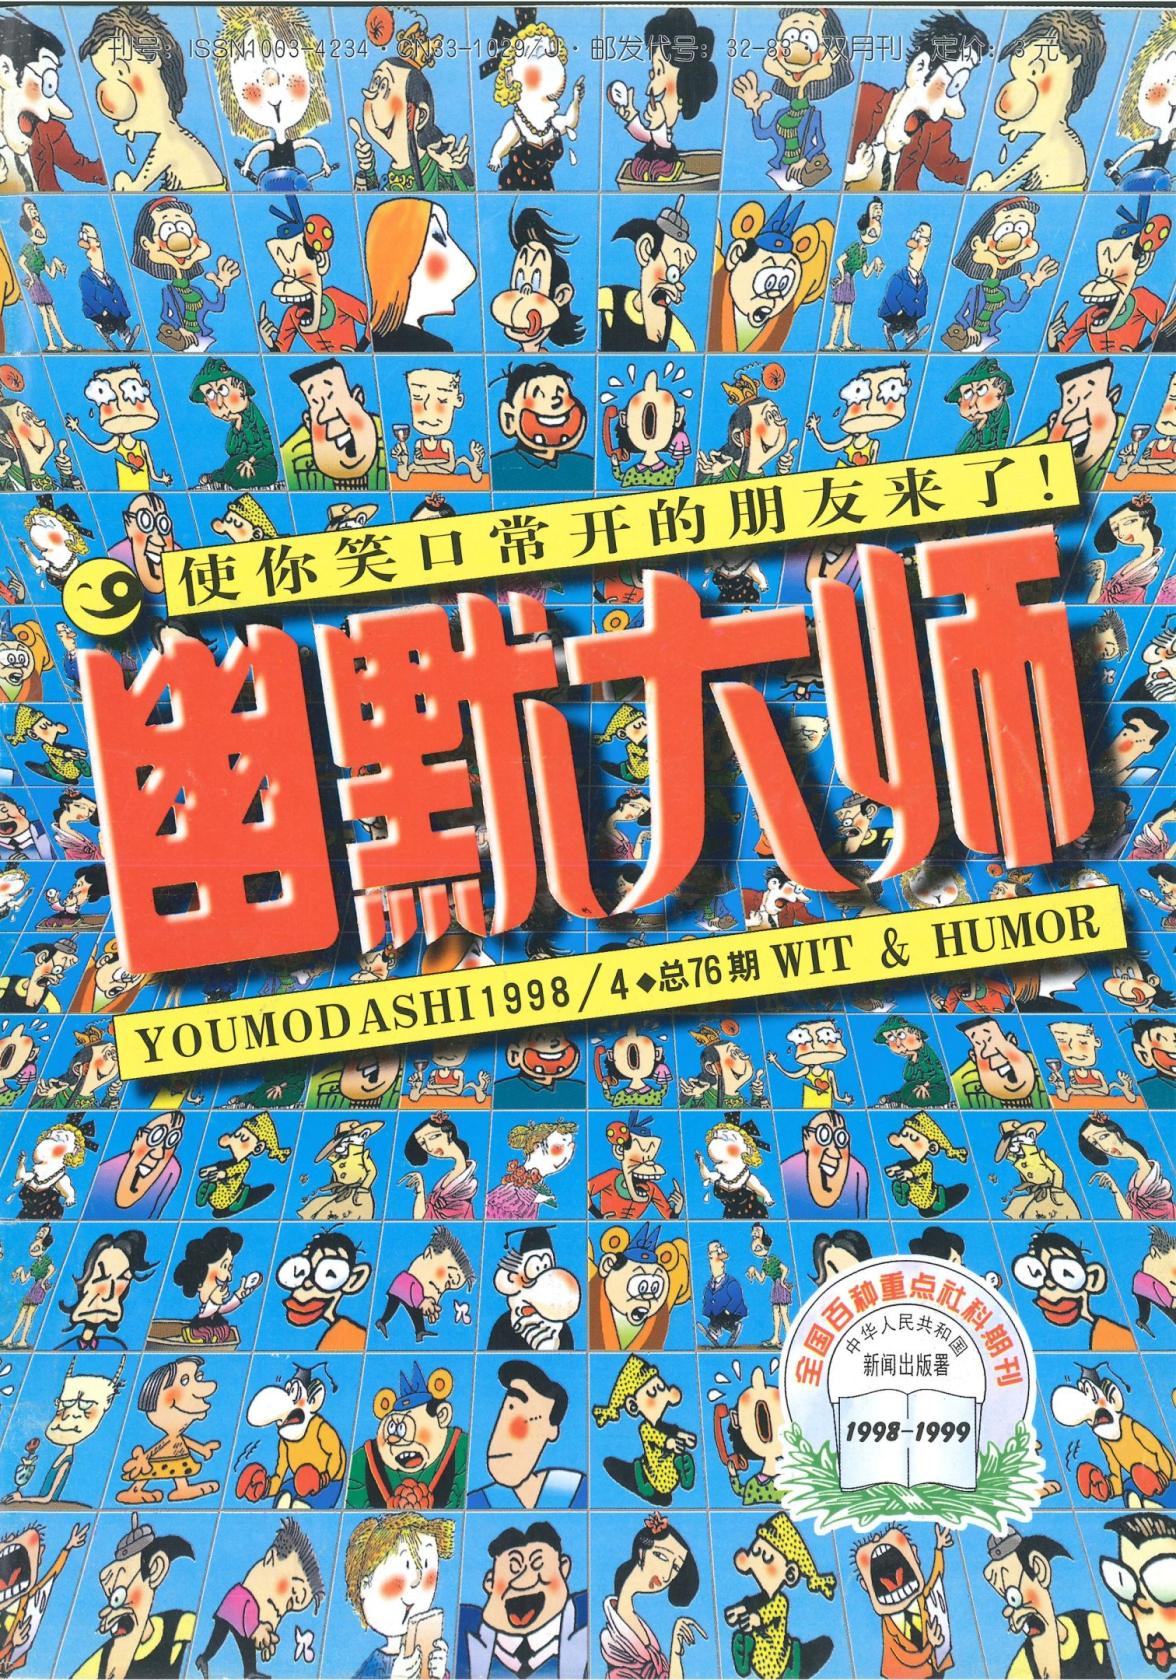 刊号：ISSN1003-4234·CN33-1029/J·邮发代号：32-83·双月刊·定价：3元
使你笑口常开的朋友来了！
幽默大师
YOUMODASHI1998/4◆总76期 WIT & HUMOR
全国百种重点社科期刊
中华人民共和国
新闻出版署
1998-1999